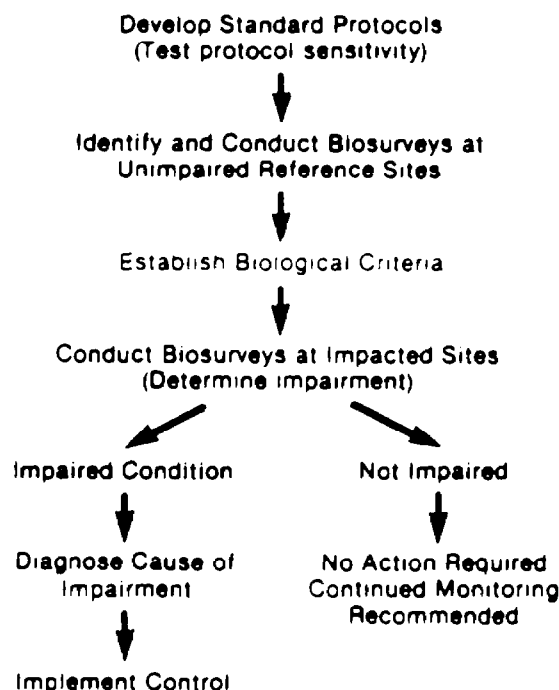 Develop Standard Protocols
(Test protocol sensitivity)
Identify and Conduct Biosurveys at
Unimpaired Reference Sites
Establish Biological Criteria
Conduct Biosurveys at Impacted Sites
(Determine impairment)
Impaired Condition
Not Impaired
Diagnose Cause of
Impairment
No Action Required
Continued Monitoring
Recommended
Implement Control